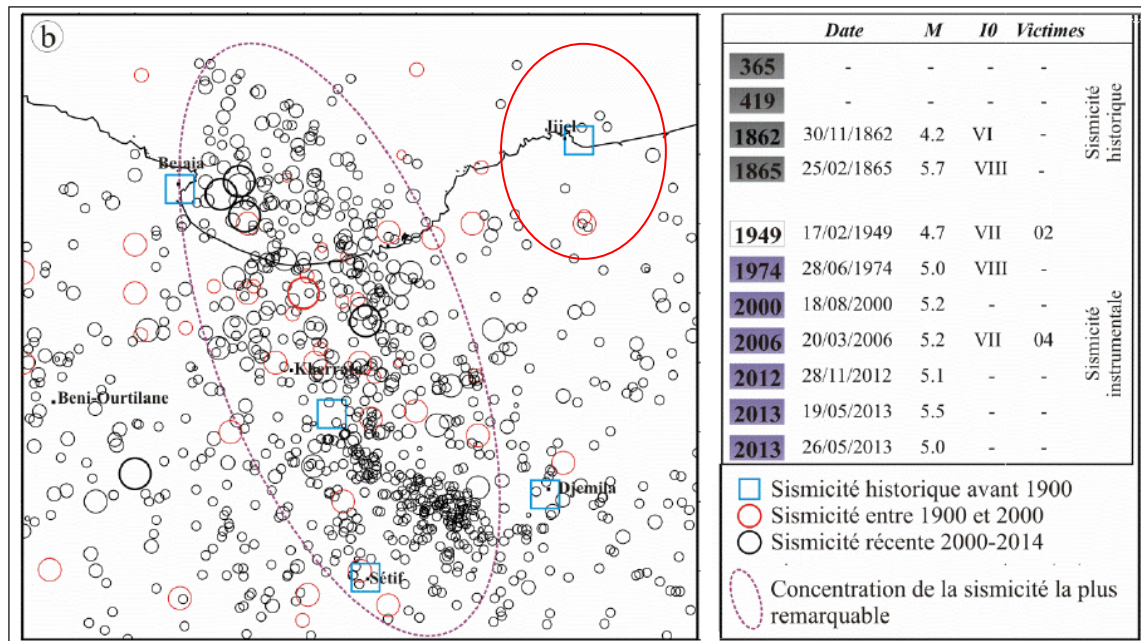 b
Jijel
Bejaia
Kherrata
Beni-Ourtilane
Djemila
Sétif
Date M I0 Victimes
365 - - - -
419 - - - -
1862 30/11/1862 4.2 VI -
1865 25/02/1865 5.7 VIII -
Sismicité historique
1949 17/02/1949 4.7 VII 02
1974 28/06/1974 5.0 VIII -
2000 18/08/2000 5.2 - -
2006 20/03/2006 5.2 VII 04
2012 28/11/2012 5.1 - -
2013 19/05/2013 5.5 - -
2013 26/05/2013 5.0 - -
Sismicité instrumentale
Sismicité historique avant 1900
Sismicité entre 1900 et 2000
Sismicité récente 2000-2014
Concentration de la sismicité la plus
remarquable